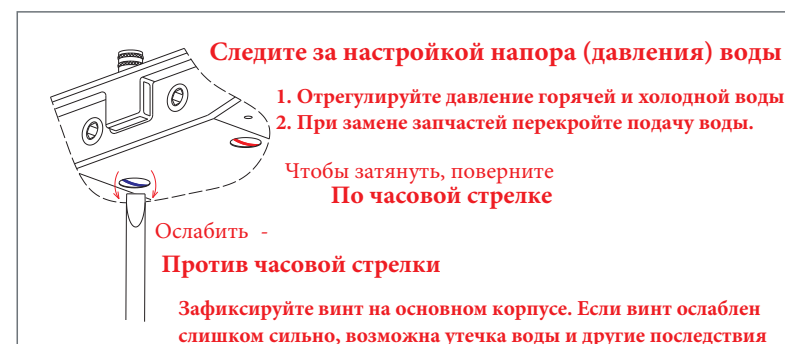 Следите за настройкой напора (давления) воды
1. Отрегулируйте давление горячей и холодной воды
2. При замене запчастей перекройте подачу воды.
Чтобы затянуть, поверните
По часовой стрелке
Ослабить -
Против часовой стрелки
Зафиксируйте винт на основном корпусе. Если винт ослаблен
слишком сильно, возможна утечка воды и другие последствия